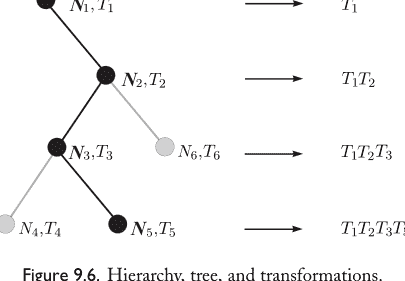 N1,T1 T1
N2,T2 T1T2
N3,T3 N6,T6 T1T2T3
N4,T4 N5,T5 T1T2T3T5
Figure 9.6. Hierarchy, tree, and transformations.